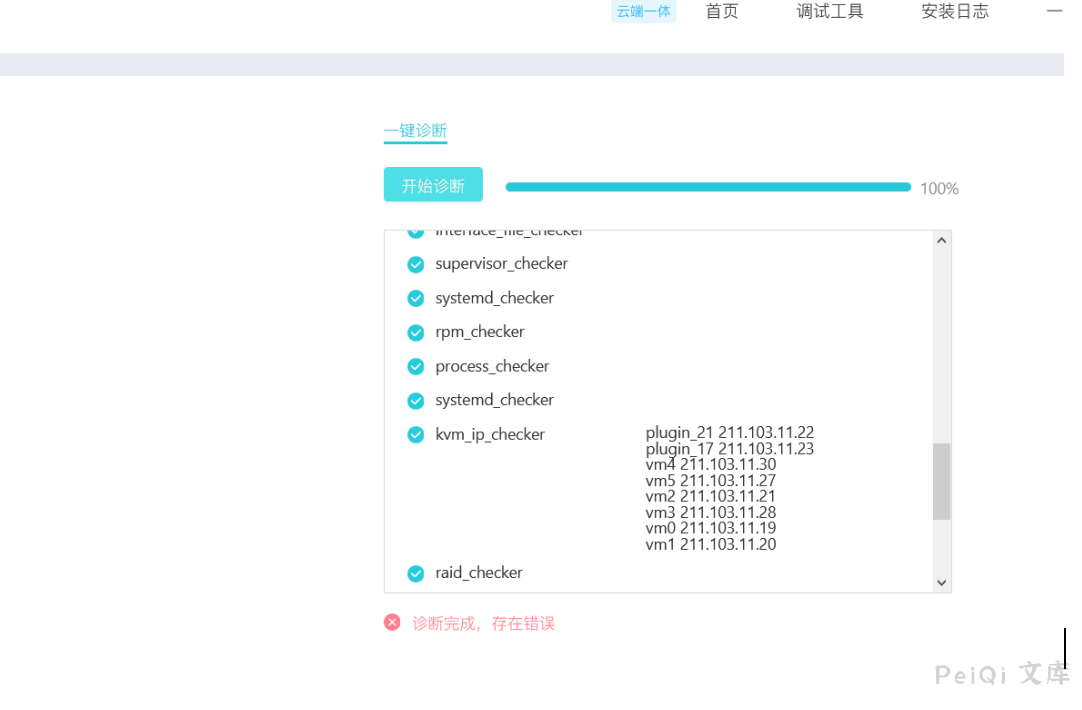 云端一体 首页 调试工具 安装日志
一键诊断
开始诊断 100%
interface_file_checker
supervisor_checker
systemd_checker
rpm_checker
process_checker
systemd_checker
kvm_ip_checker plugin_21 211.103.11.22
plugin_17 211.103.11.23
vm4 211.103.11.30
vm5 211.103.11.27
vm2 211.103.11.21
vm3 211.103.11.28
vm0 211.103.11.19
vm1 211.103.11.20
raid_checker
诊断完成，存在错误
PeiQi 文库